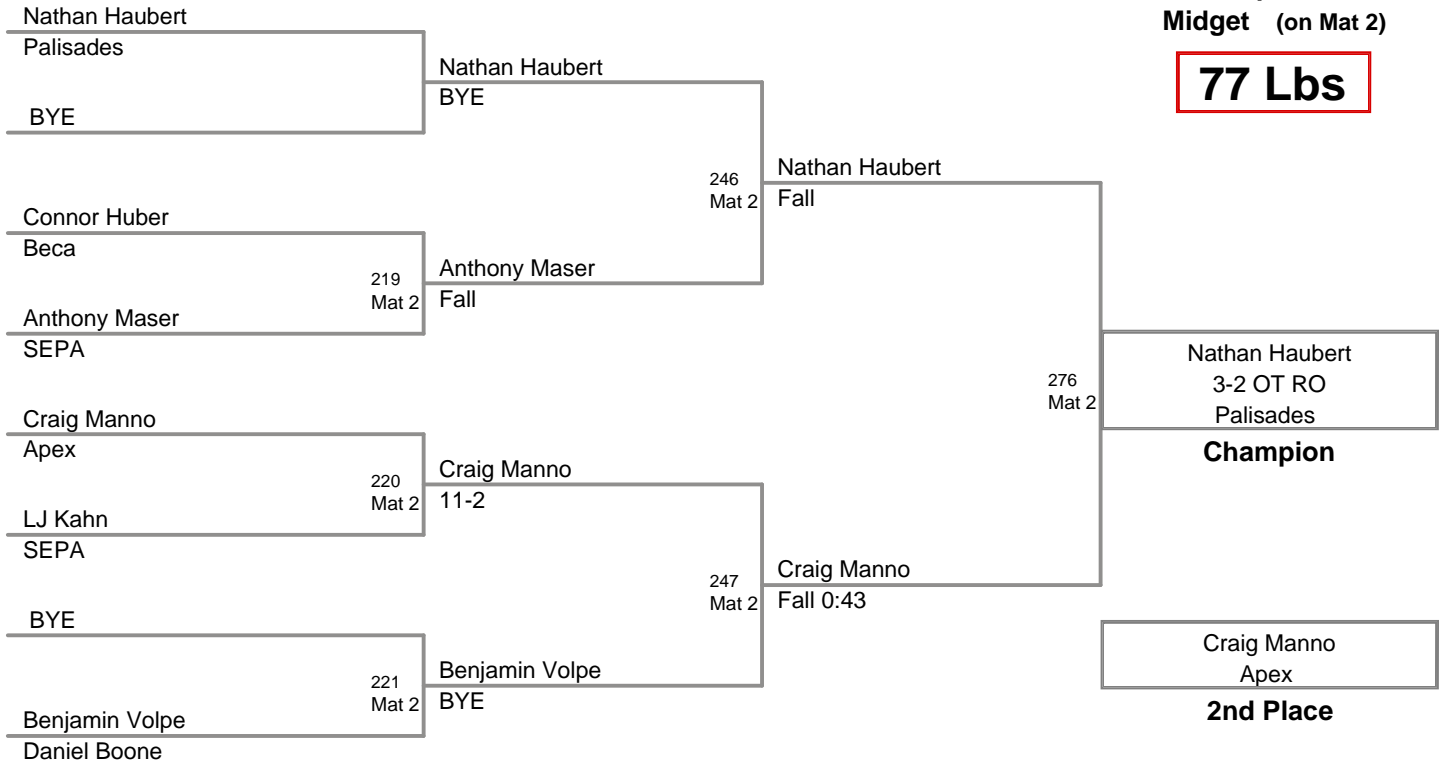 Nathan Haubert
Palisades
BYE
Connor Huber
Beca
Anthony Maser
SEPA
Craig Manno
Apex
LJ Kahn
SEPA
BYE
Benjamin Volpe
Daniel Boone
219
Mat 2
220
Mat 2
221
Mat 2
Nathan Haubert
BYE
Anthony Maser
Fall
Craig Manno
11-2
Benjamin Volpe
BYE
246
Mat 2
247
Mat 2
Nathan Haubert
Fall
Craig Manno
Fall 0:43
276
Mat 2
Midget (on Mat 2)
77 Lbs
Nathan Haubert
3-2 OT RO
Palisades
Champion
Craig Manno
Apex
2nd Place